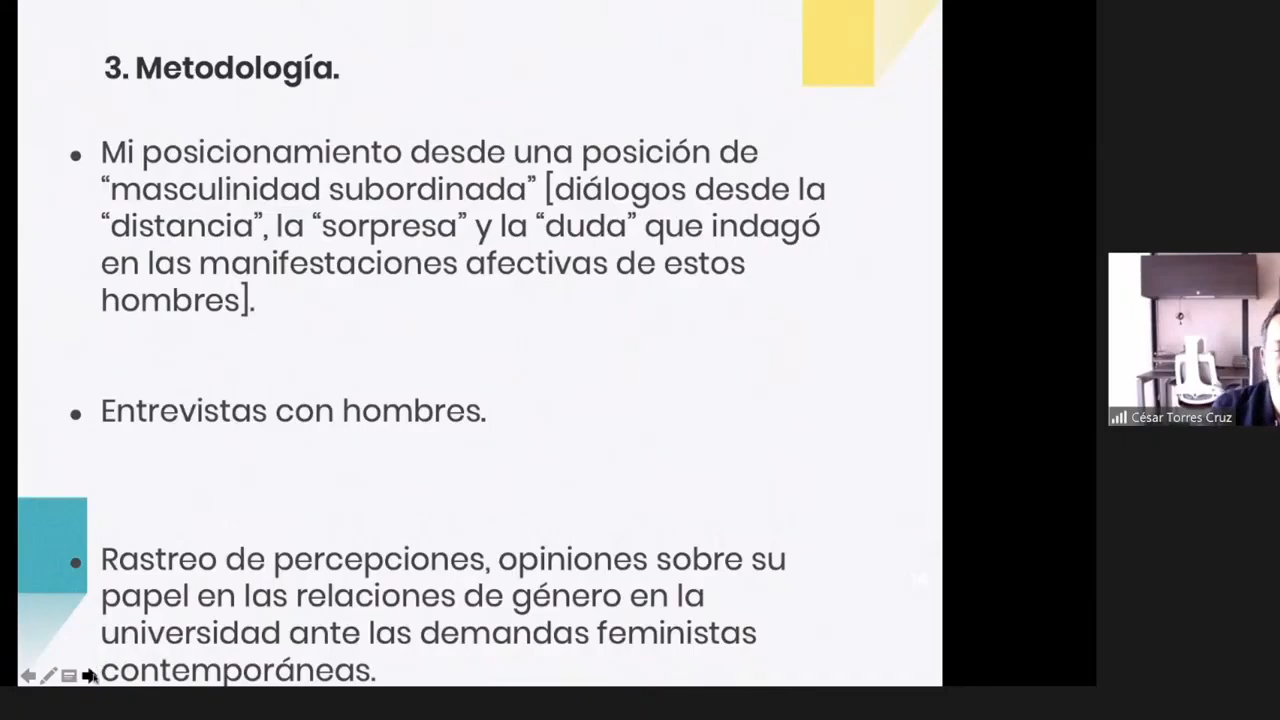 3. Metodología.
• Mi posicionamiento desde una posición de
“masculinidad subordinada” [diálogos desde la
“distancia”, la “sorpresa” y la “duda” que indagó
en las manifestaciones afectivas de estos
hombres].
• Entrevistas con hombres.
• Rastreo de percepciones, opiniones sobre su
papel en las relaciones de género en la
universidad ante las demandas feministas
contemporáneas.
César Torres Cruz